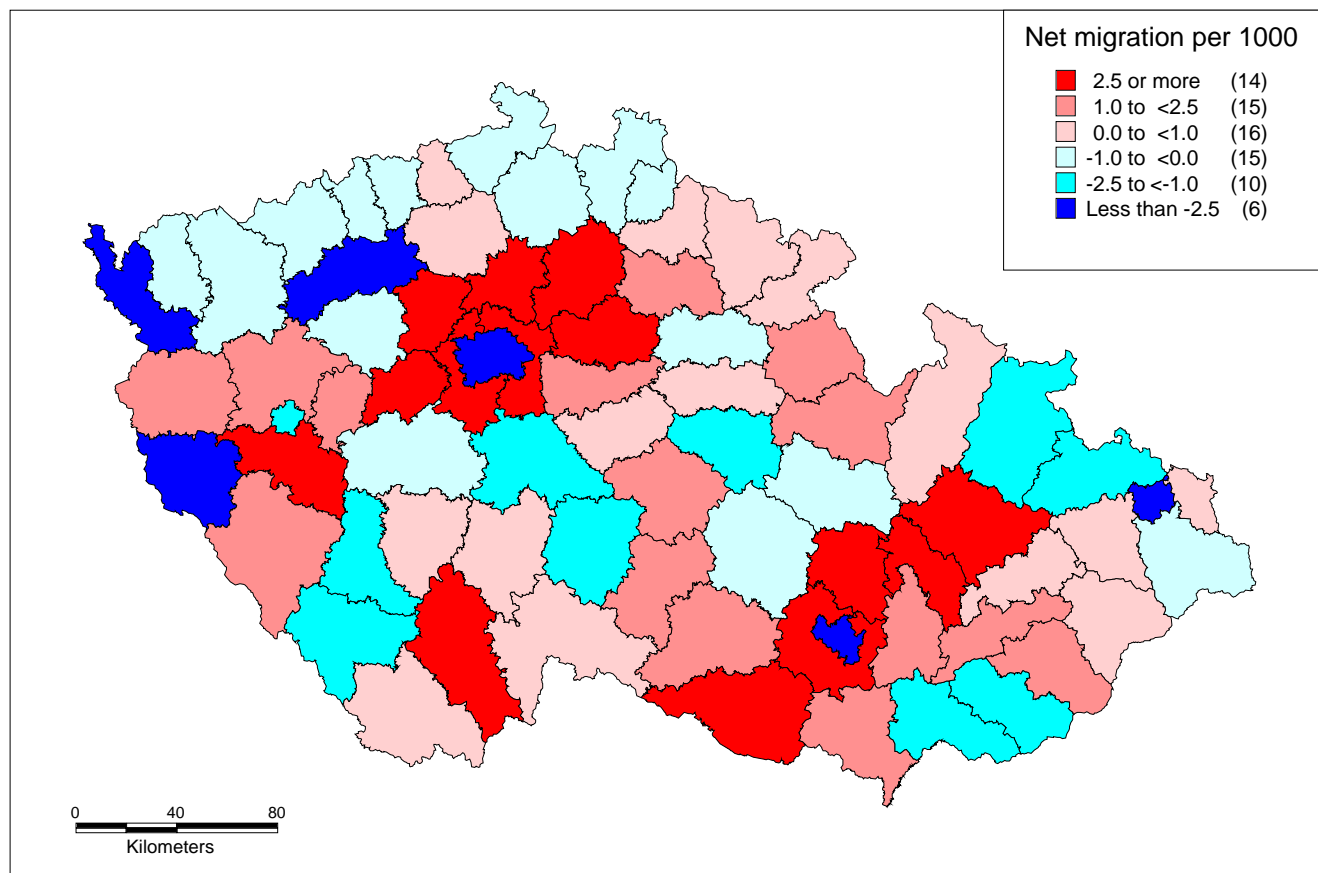 Net migration per 1000
2.5 or more (14)
1.0 to <2.5 (15)
0.0 to <1.0 (16)
-1.0 to <0.0 (15)
-2.5 to <-1.0 (10)
Less than -2.5 (6)
0 40 80
Kilometers